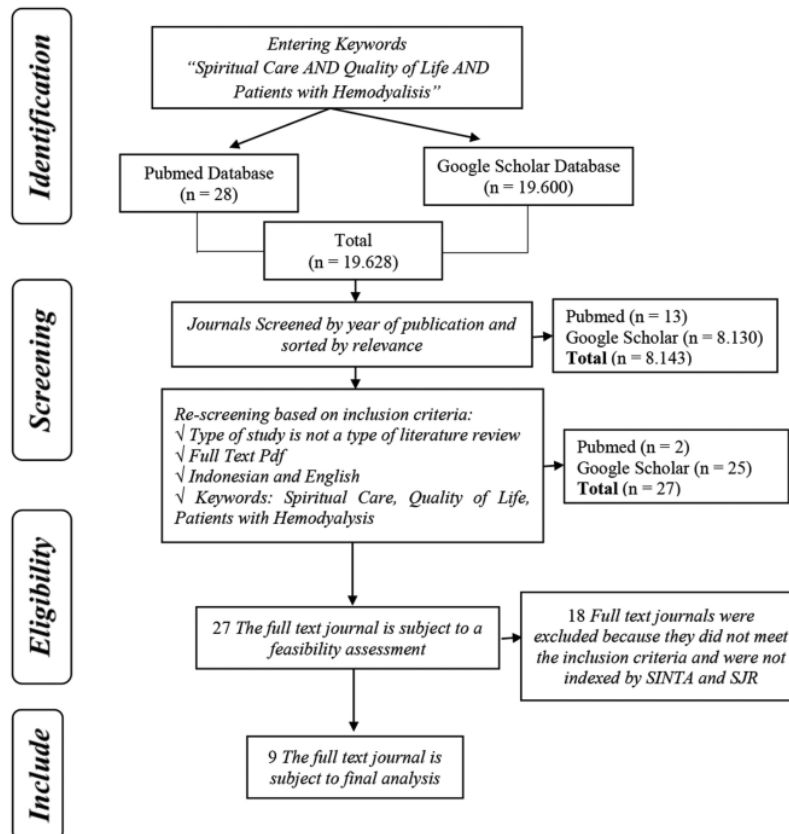 Identification
Entering Keywords
“Spiritual Care AND Quality of Life AND
Patients with Hemodyalisis”
Pubmed Database
(n = 28)
Google Scholar Database
(n = 19.600)
Total
(n = 19.628)
Screening
Journals Screened by year of publication and
sorted by relevance
Pubmed (n = 13)
Google Scholar (n = 8.130)
Total (n = 8.143)
Re-screening based on inclusion criteria:
√ Type of study is not a type of literature review
√ Full Text Pdf
√ Indonesian and English
√ Keywords: Spiritual Care, Quality of Life,
Patients with Hemodyalysis
Pubmed (n = 2)
Google Scholar (n = 25)
Total (n = 27)
Eligibility
27 The full text journal is subject to a
feasibility assessment
18 Full text journals were
excluded because they did not meet
the inclusion criteria and were not
indexed by SINTA and SJR
Include
9 The full text journal is
subject to final analysis